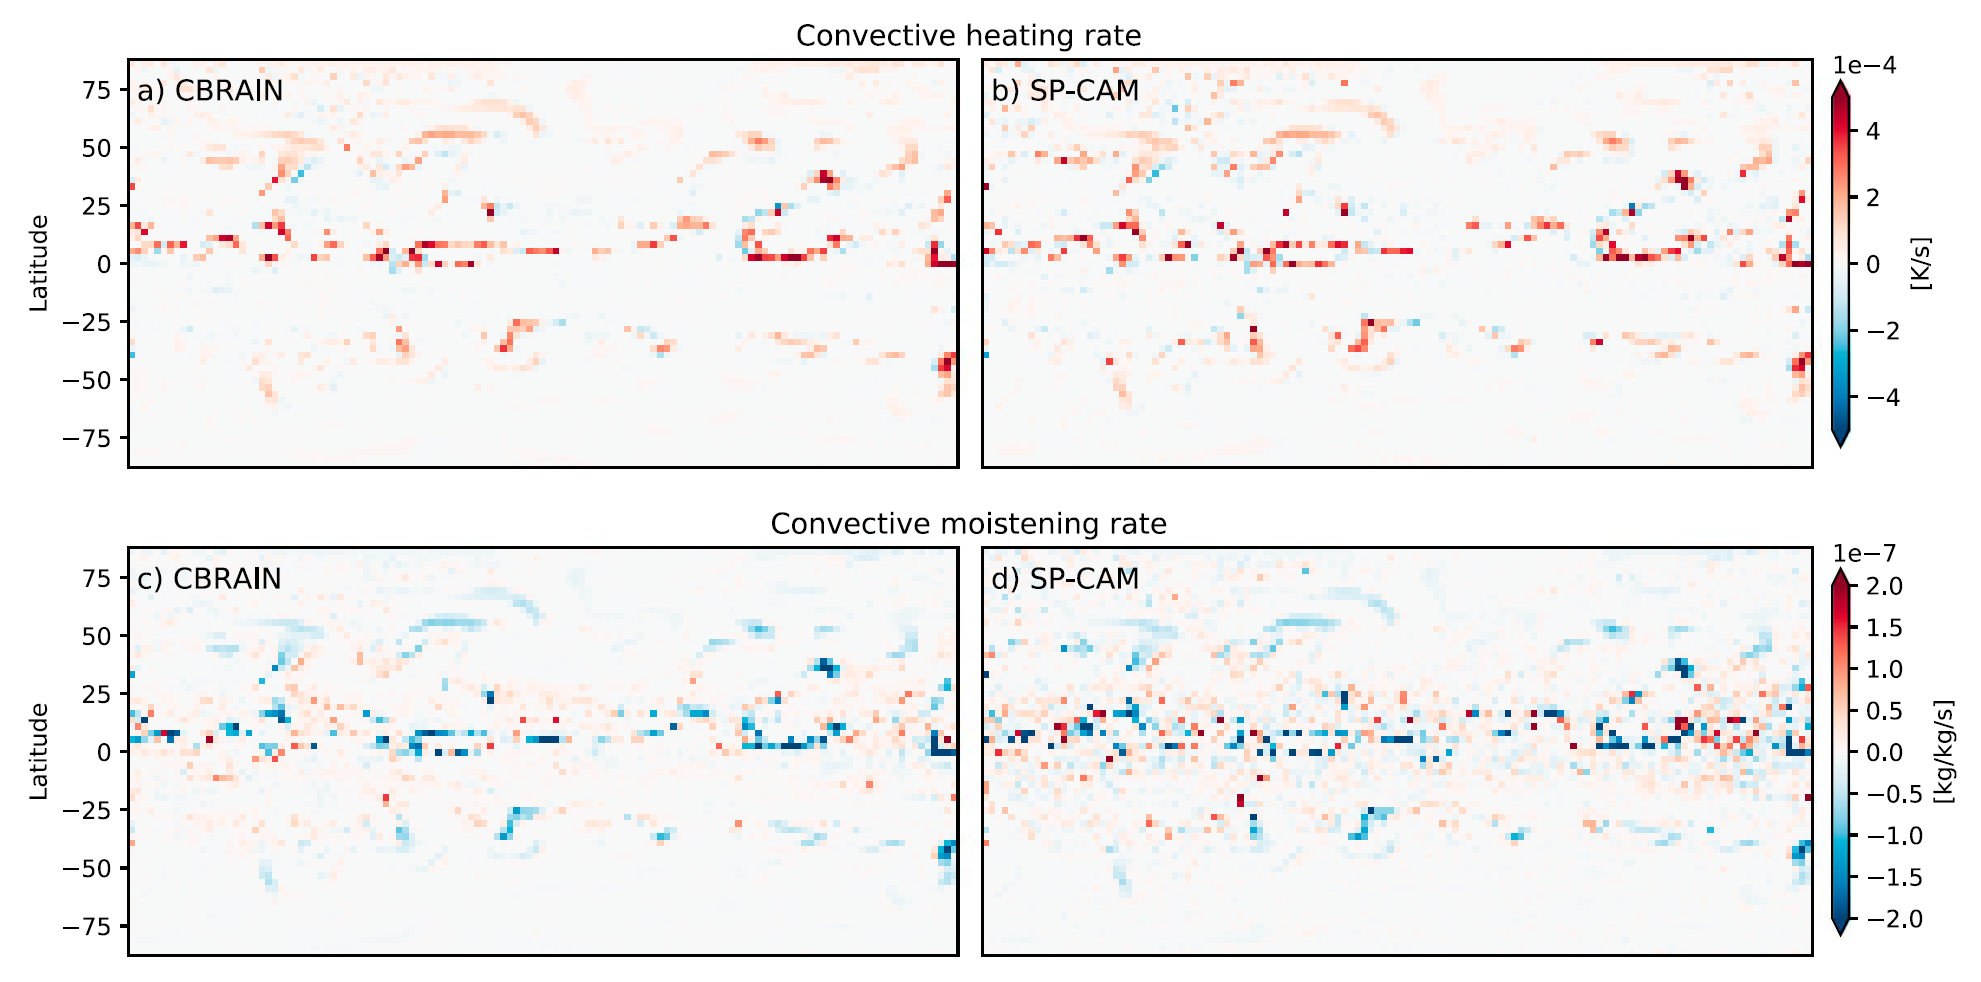 Convective heating rate
a) CBRAIN
b) SP-CAM
1e−4
75
50
25
0
−25
−50
−75
Latitude
4
2
0
−2
−4
[K/s]
Convective moistening rate
c) CBRAIN
d) SP-CAM
1e−7
75
50
25
0
−25
−50
−75
Latitude
2.0
1.5
1.0
0.5
0.0
−0.5
−1.0
−1.5
−2.0
[kg/kg/s]